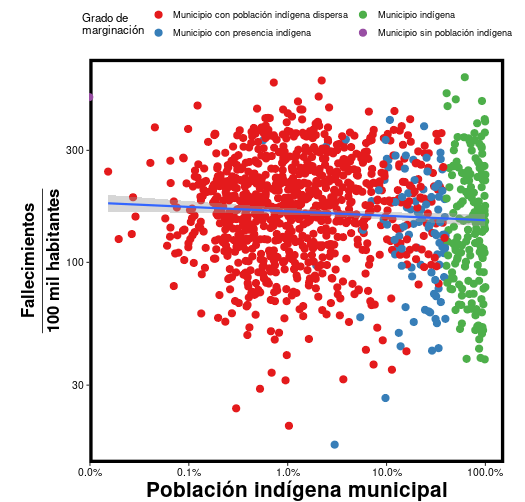 Grado de
marginación
Municipio con población indígena dispersa
Municipio indígena
Municipio con presencia indígena
Municipio sin población indígena
Fallecimientos
100 mil habitantes
300
100
30
0.0% 0.1% 1.0% 10.0% 100.0%
Población indígena municipal